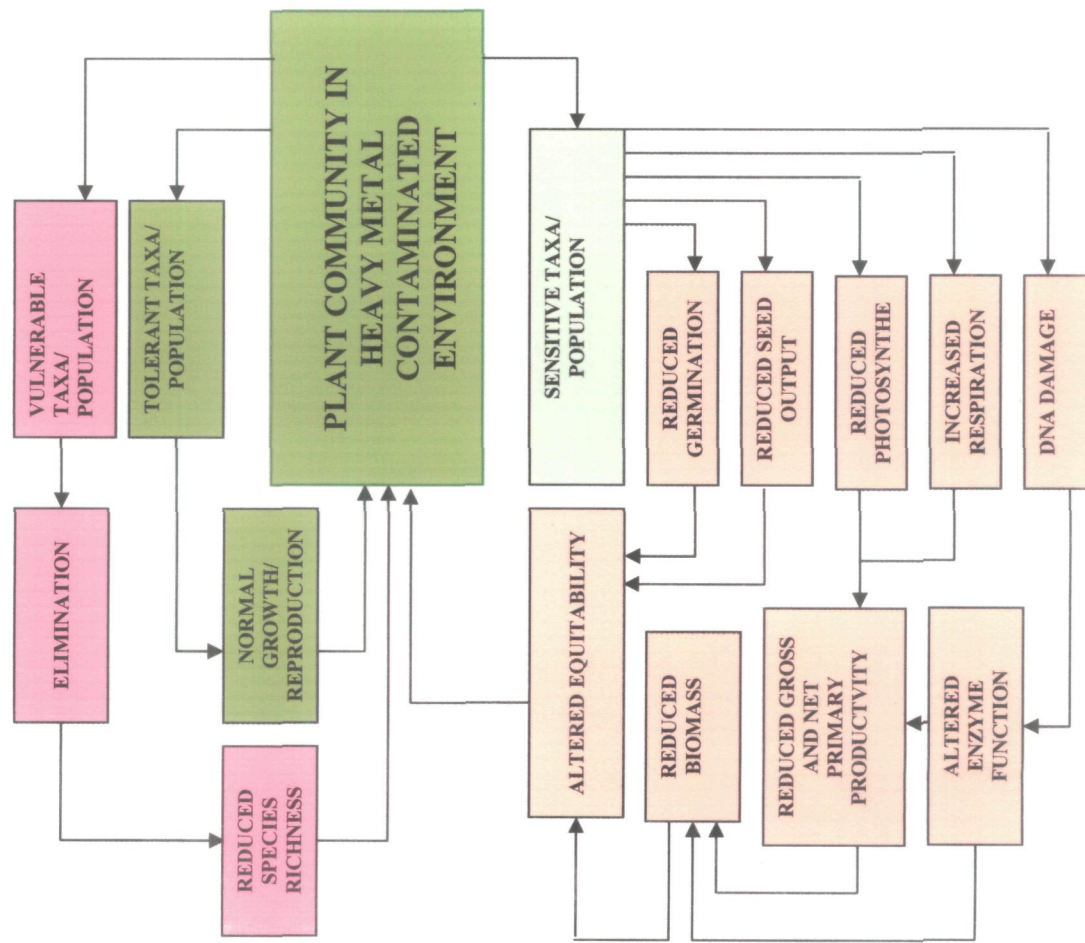 PLANT COMMUNITY IN
HEAVY METAL
CONTAMINATED
ENVIRONMENT
VULNERABLE
TAXA/
POPULATION
TOLERANT TAXA/
POPULATION
SENSITIVE TAXA/
POPULATION
ELIMINATION
NORMAL
GROWTH/
REPRODUCTION
REDUCED
SPECIES
RICHNESS
REDUCED
GERMINATION
REDUCED SEED
OUTPUT
REDUCED
PHOTOSYNTHE
INCREASED
RESPIRATION
DNA DAMAGE
ALTERED EQUITABILITY
REDUCED
BIOMASS
REDUCED GROSS
AND NET
PRIMARY
PRODUCTVITY
ALTERED
ENZYME
FUNCTION